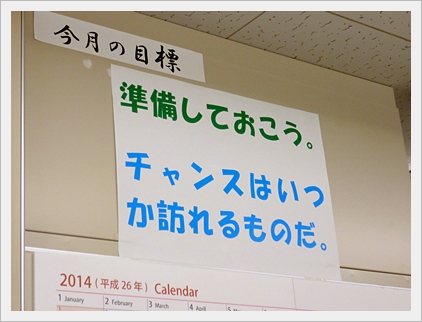 今月の目標
準備しておこう。
チャンスはいつ
か訪れるものだ。
2014 (平成26年) Calendar
1 January 2 February 3 March 4 April